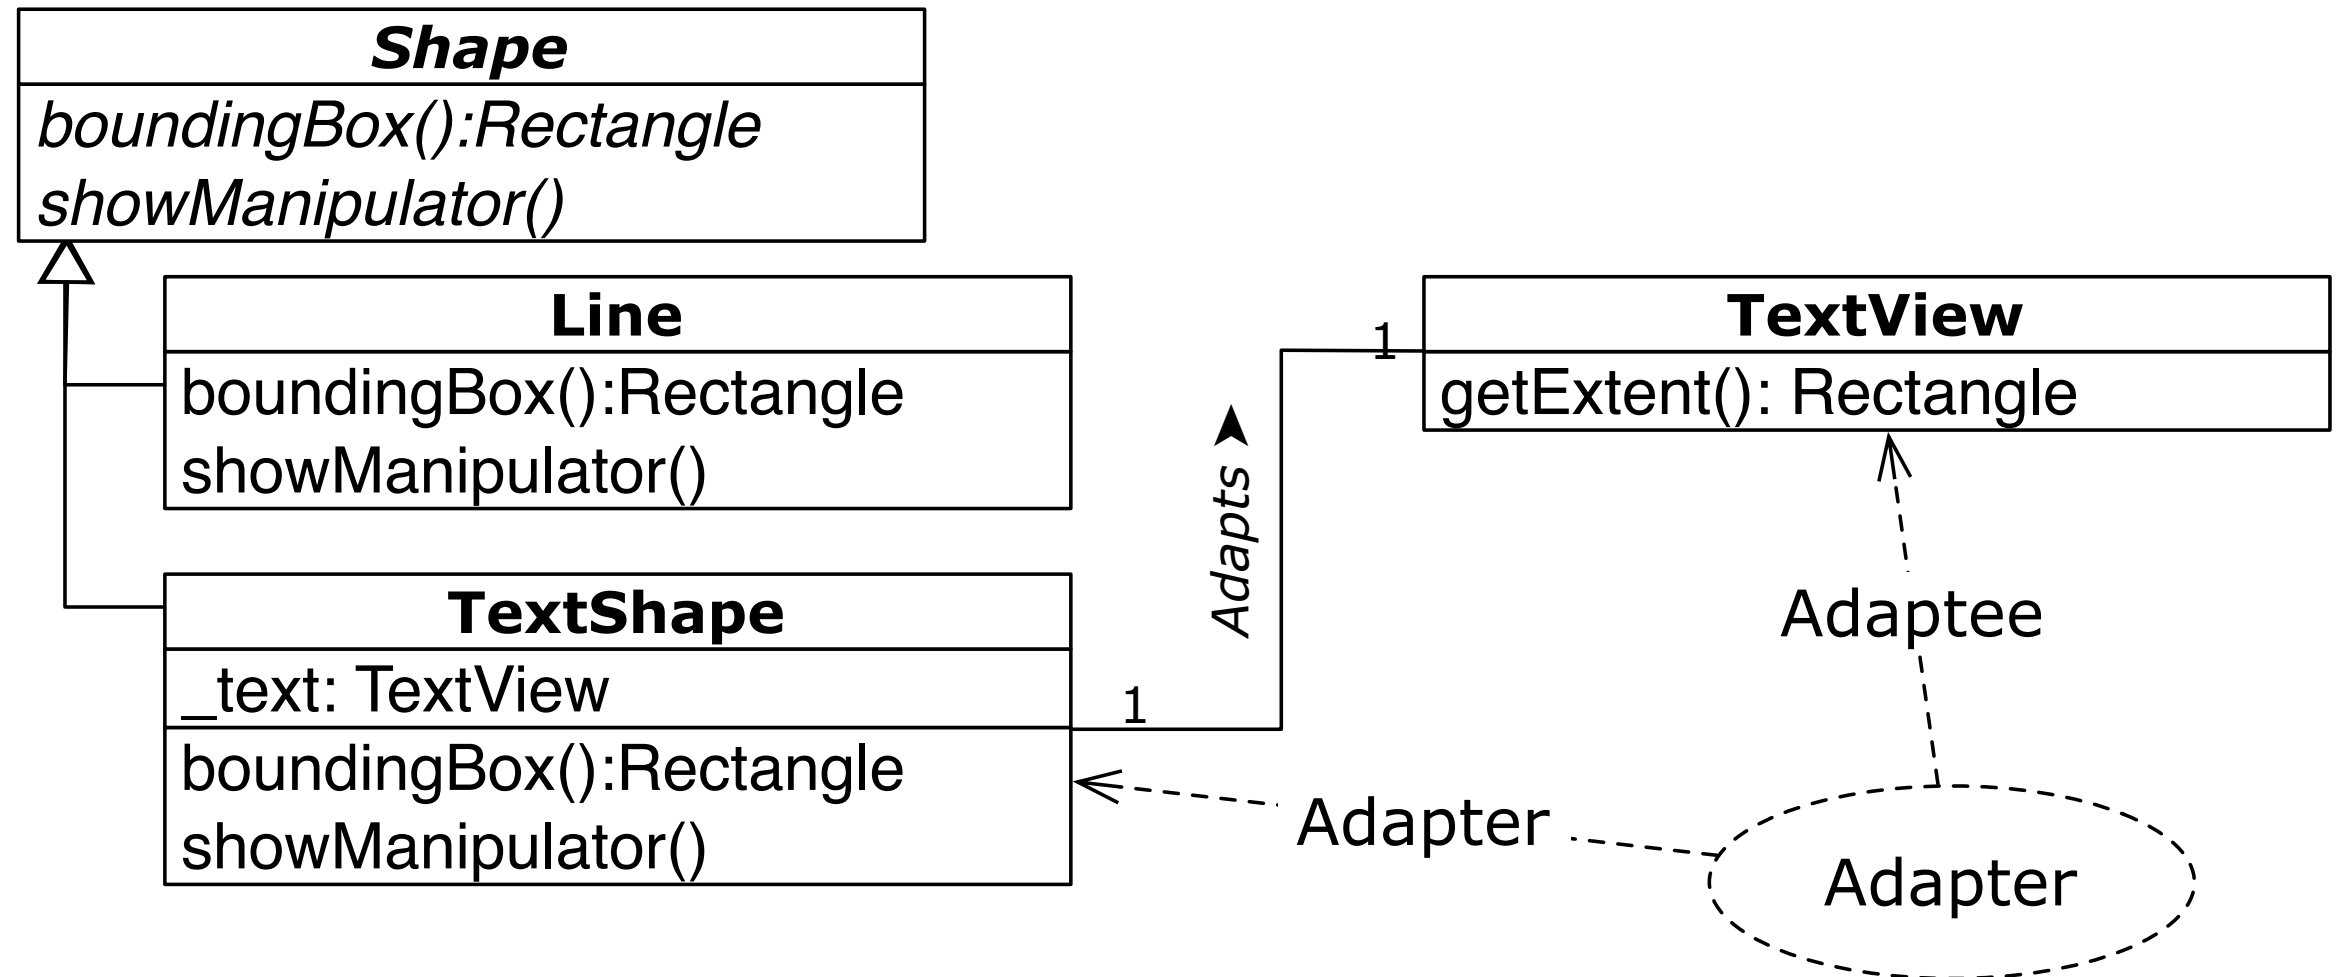 Shape
boundingBox():Rectangle
showManipulator()
Line
boundingBox():Rectangle
showManipulator()
TextShape
_text: TextView
boundingBox():Rectangle
showManipulator()
1
Adapts
1
TextView
getExtent(): Rectangle
Adaptee
Adapter
Adapter